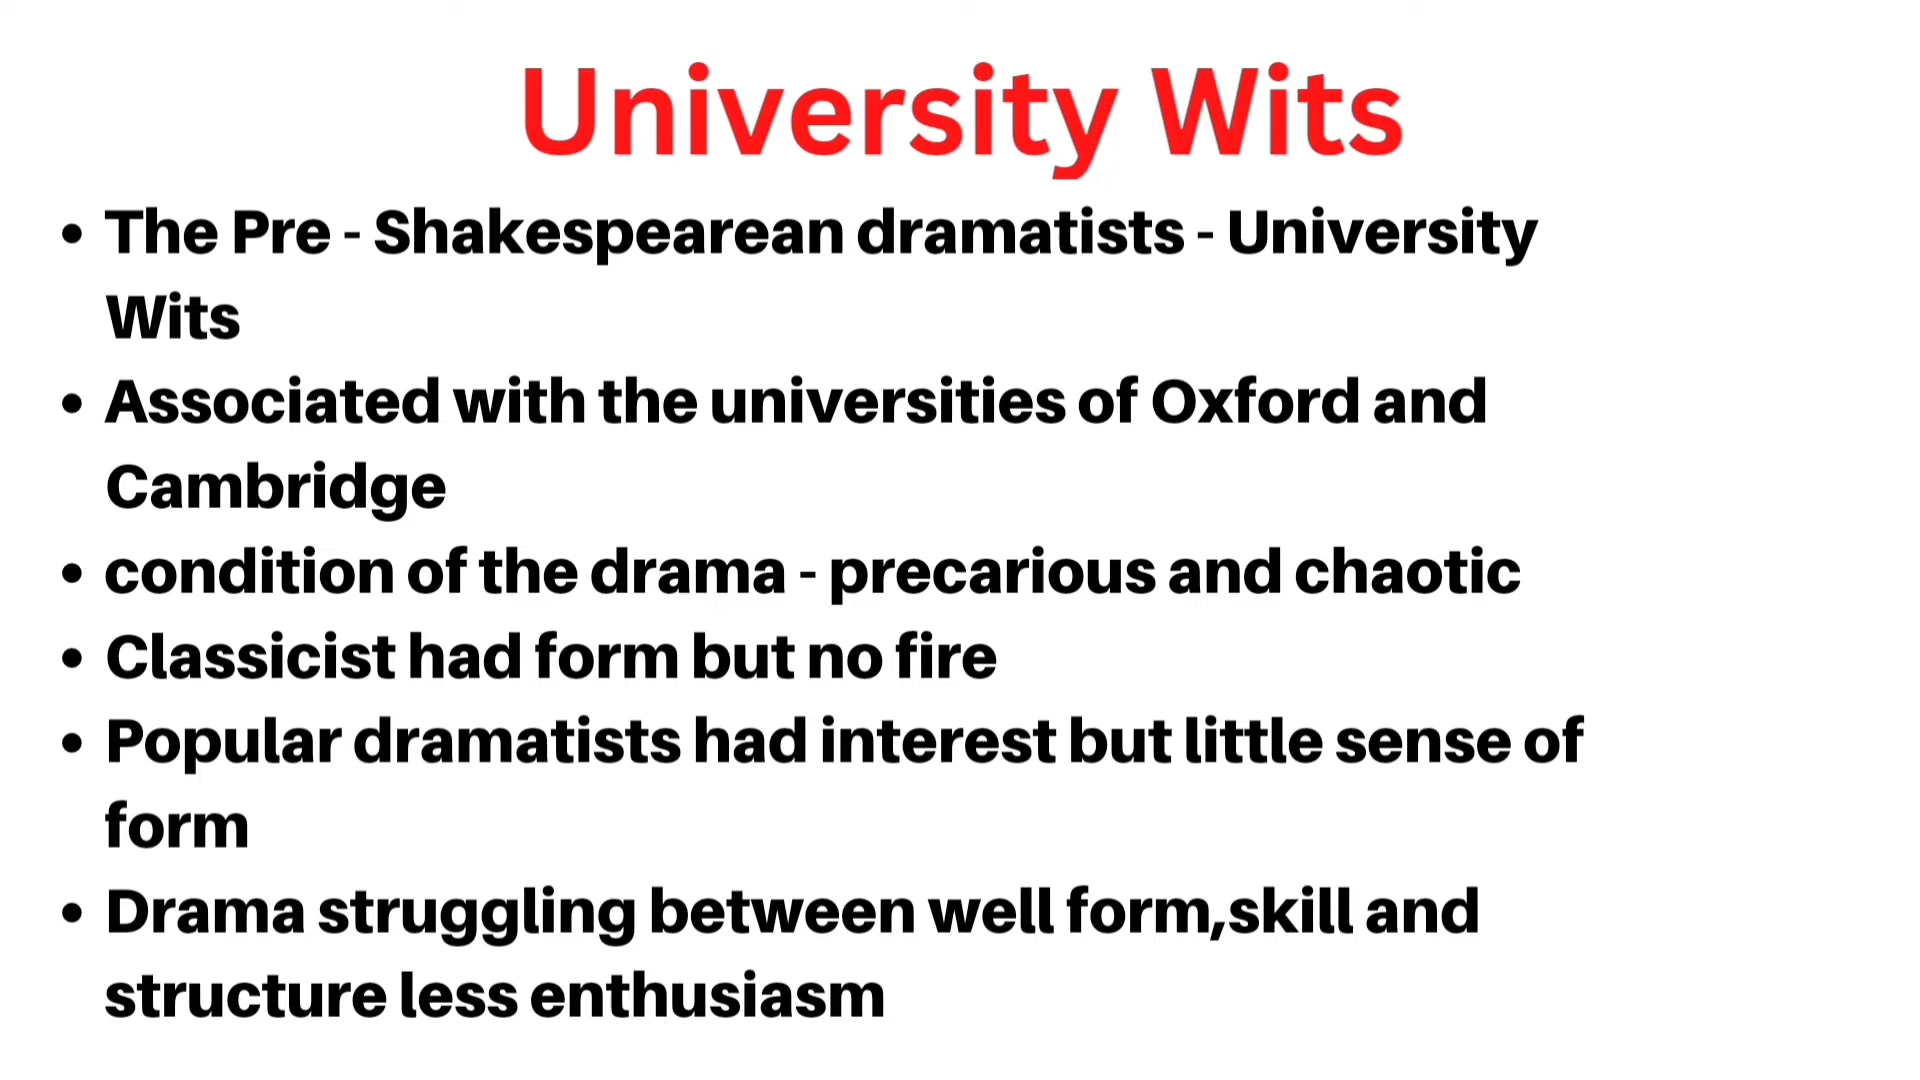 University Wits
• The Pre - Shakespearean dramatists - University
Wits
• Associated with the universities of Oxford and
Cambridge
• condition of the drama - precarious and chaotic
• Classicist had form but no fire
• Popular dramatists had interest but little sense of
form
• Drama struggling between well form,skill and
structure less enthusiasm